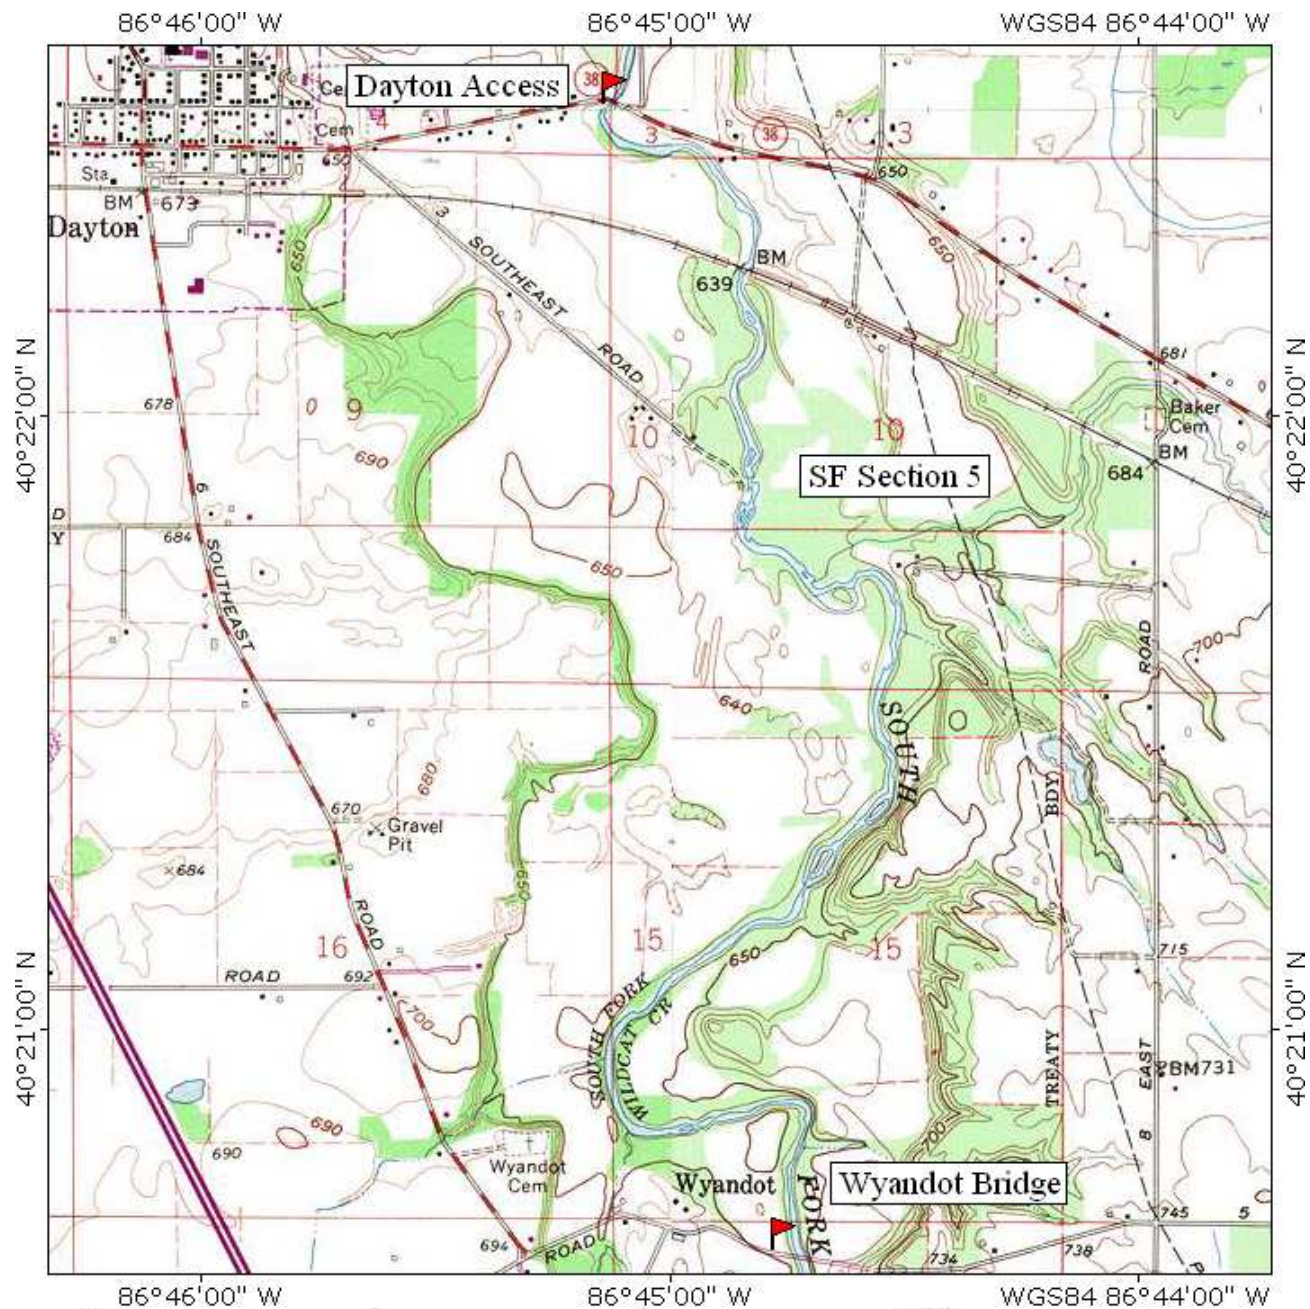 86°46'00" W
86°45'00" W
WGS84 86°44'00" W
Dayton Access
38
Cem
4
3
38
3
650
650
Sta
BM
673
Dayton
3
SOUTHEAST
ROAD
650
BM
639
650
681
40°22'00" N
40°22'00" N
678
9
10
10
Baker
Cem
BM
684
690
SF Section 5
6
D
Y
684
SOUTHEAST
650
ROAD
700
640
SOUTH
680
670
Gravel
Pit
BDY
684
650
ROAD
16
15
15
650
715
ROAD
692
700
SOUTH FORK
WILDCAT CR
40°21'00" N
40°21'00" N
TREATY
EAST
BM731
8
690
690
700
Wyandot
Cem
Wyandot
Wyandot Bridge
FORK
694
ROAD
734
738
745
5
86°46'00" W
86°45'00" W
WGS84 86°44'00" W